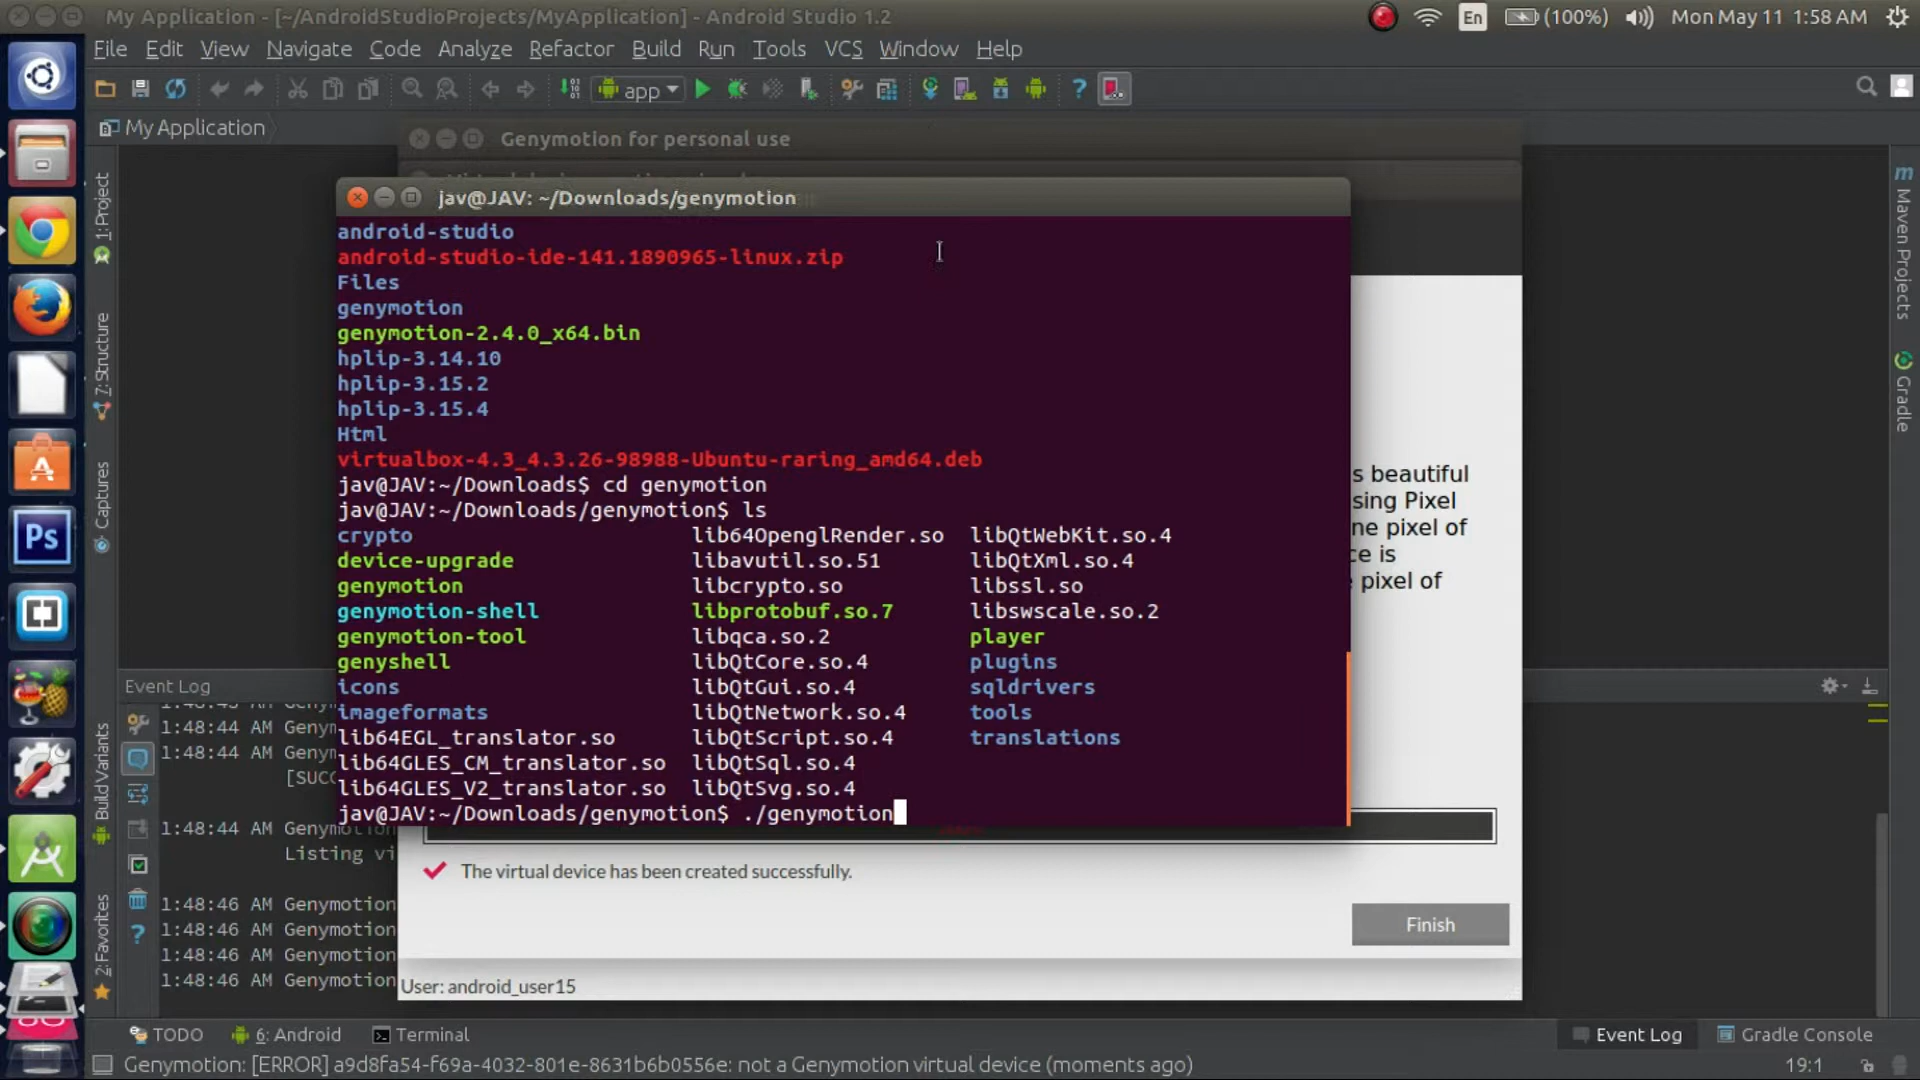 My Application - [~/AndroidStudioProjects/MyApplication] - Android Studio 1.2
En
(100%)
Mon May 11 1:58 AM
File Edit View Navigate Code Analyze Refactor Build Run Tools VCS Window Help
app
My Application
Genymotion for personal use
jav@JAV: ~/Downloads/genymotion
android-studio
android-studio-ide-141.1890965-linux.zip
Files
genymotion
genymotion-2.4.0_x64.bin
hplip-3.14.10
hplip-3.15.2
hplip-3.15.4
Html
virtualbox-4.3_4.3.26-98988-Ubuntu-raring_amd64.deb
jav@JAV:~/Downloads$ cd genymotion
jav@JAV:~/Downloads/genymotion$ ls
crypto lib64OpenglRender.so libQtWebKit.so.4
device-upgrade libavutil.so.51 libQtXml.so.4
genymotion libcrypto.so libssl.so
genymotion-shell libprotobuf.so.7 libswscale.so.2
genymotion-tool libqca.so.2 player
genyshell libQtCore.so.4 plugins
icons libQtGui.so.4 sqldrivers
imageformats libQtNetwork.so.4 tools
lib64EGL_translator.so libQtScript.so.4 translations
lib64GLES_CM_translator.so libQtSql.so.4
lib64GLES_V2_translator.so libQtSvg.so.4
jav@JAV:~/Downloads/genymotion$ ./genymotion
s beautiful
sing Pixel
ne pixel of
ce is
pixel of
1: Project
7: Structure
Captures
Build Variants
2: Favorites
Maven Projects
Gradle
Ps
Event Log
1:48:44 AM Genym
1:48:44 AM Genym
[SUCC
1:48:44 AM Genymotion
Listing vi
1:48:46 AM Genymotion
1:48:46 AM Genymotion
1:48:46 AM Genymotion
1:48:46 AM Genymotion
The virtual device has been created successfully.
Finish
User: android_user15
TODO 6: Android Terminal Event Log Gradle Console
Genymotion: [ERROR] a9d8fa54-f69a-4032-801e-8631b6b0556e: not a Genymotion virtual device (moments ago) 19:1